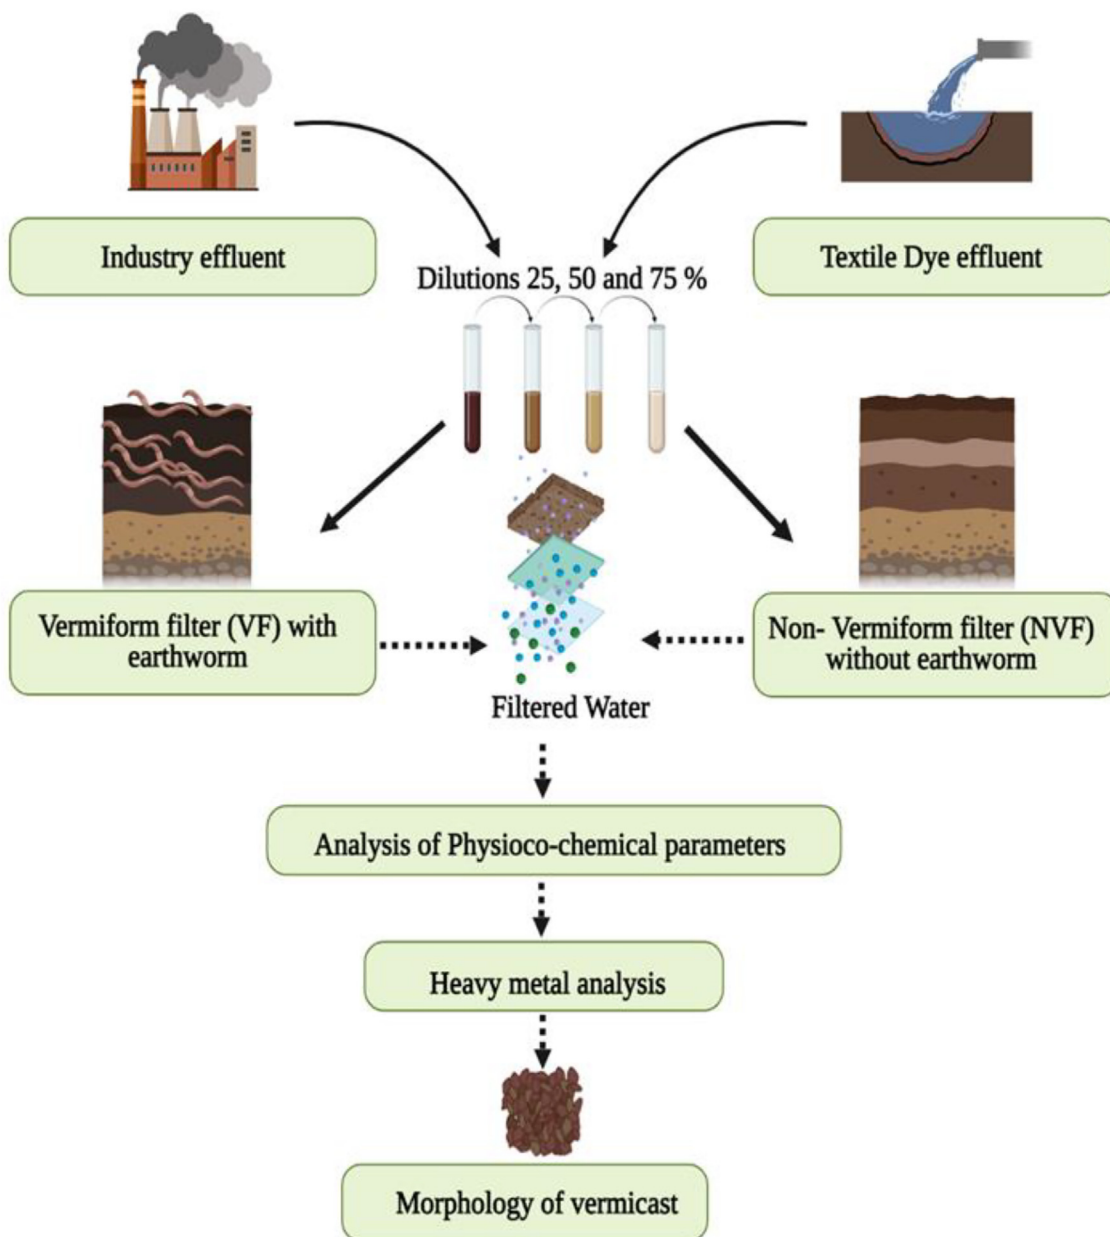 Industry effluent
Textile Dye effluent
Dilutions 25, 50 and 75 %
Vermiform filter (VF) with
earthworm
Non- Vermiform filter (NVF)
without earthworm
Filtered Water
Analysis of Physioco-chemical parameters
Heavy metal analysis
Morphology of vermicast